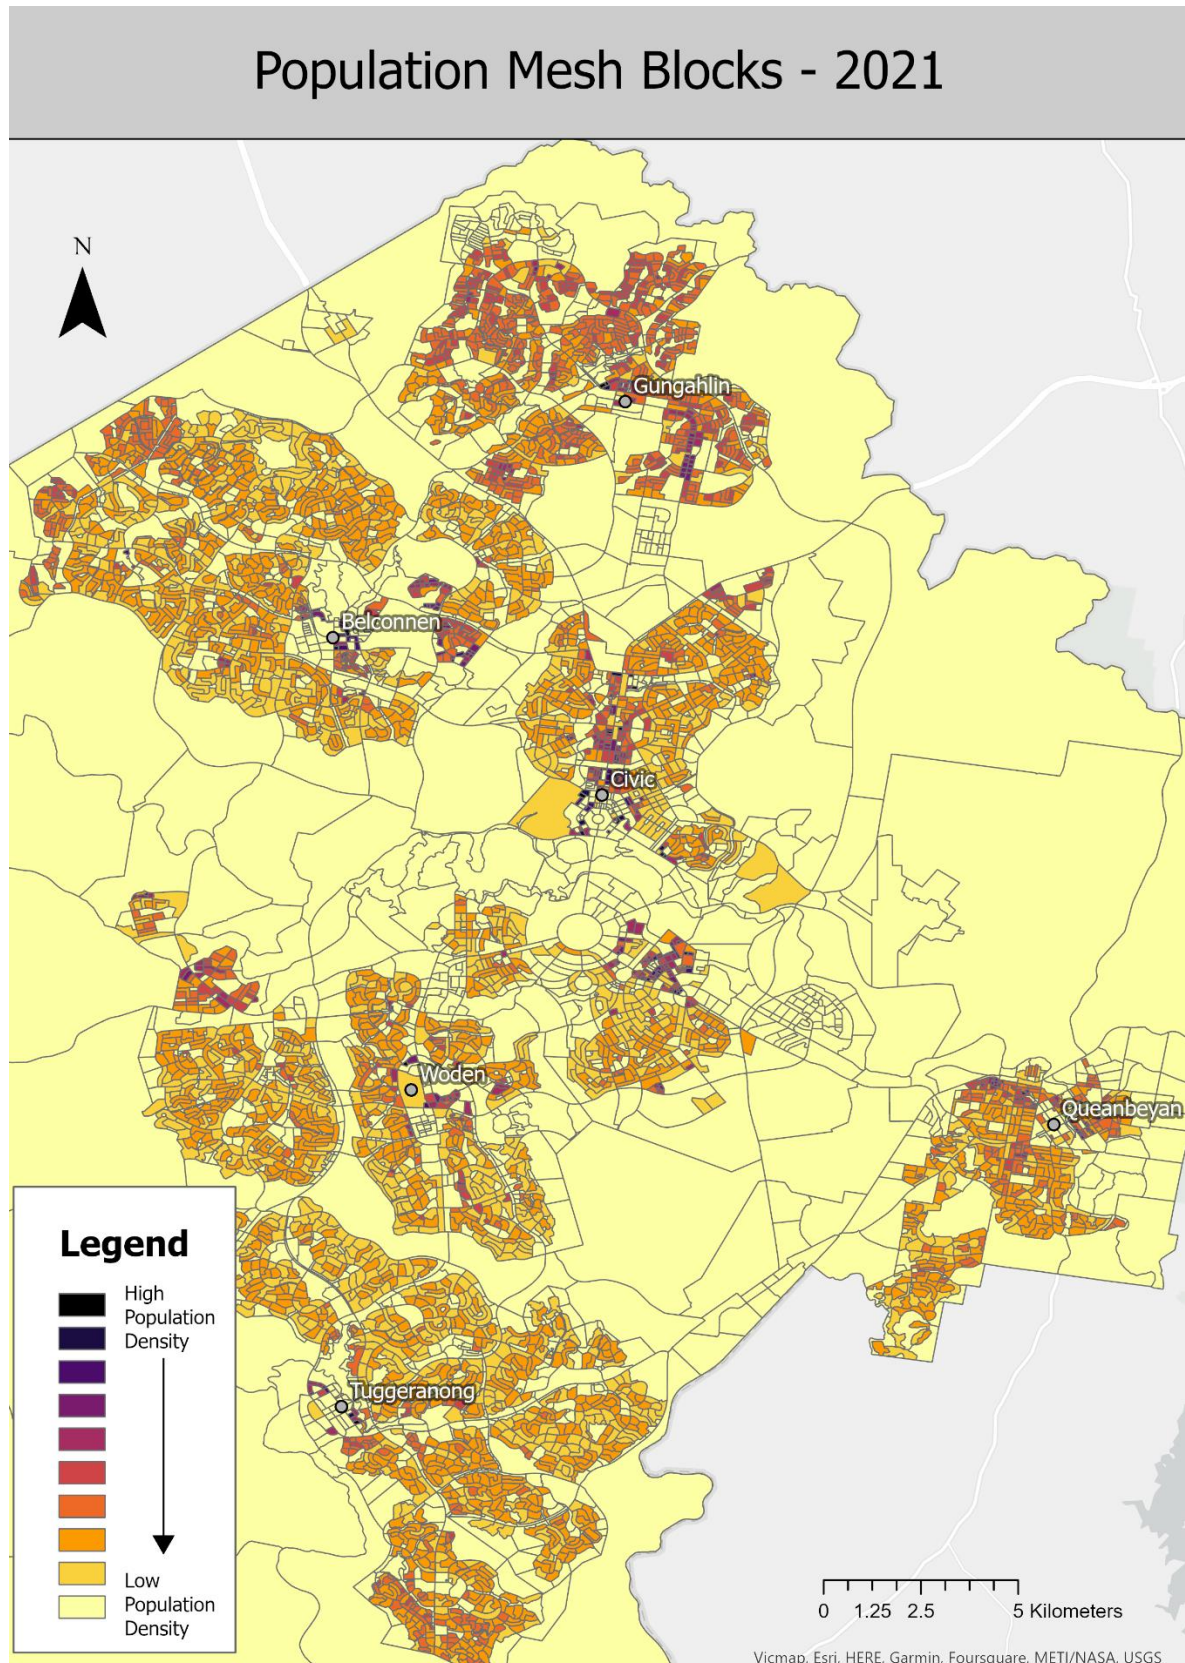 Population Mesh Blocks - 2021
N
Gungahlin
Belconnen
Civic
Woden
Queanbeyan
Tuggeranong
Legend
High
Population
Density
Low
Population
Density
0 1.25 2.5 5 Kilometers
Vicmap, Esri, HERE, Garmin, Foursquare, METI/NASA, USGS